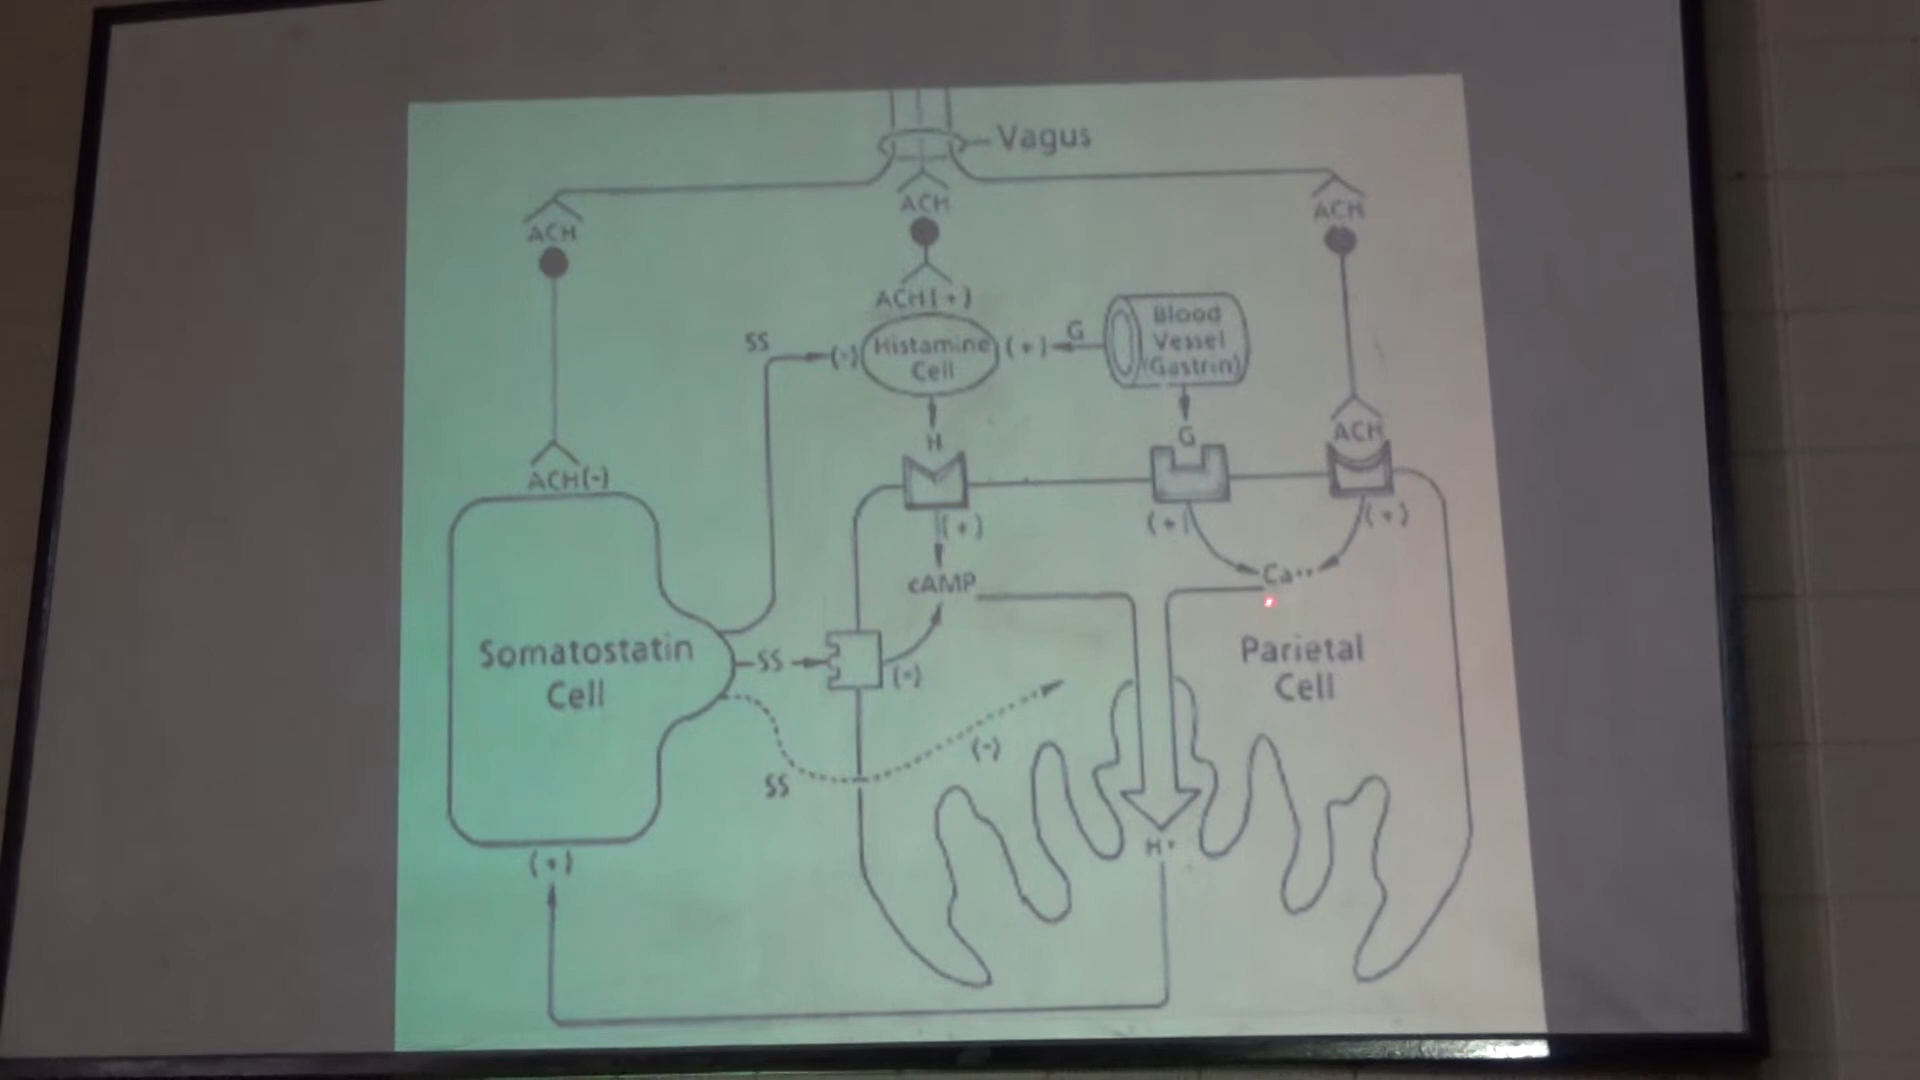 Vagus
ACH
ACH
ACH
ACH(+)
SS
(-)
Histamine
Cell
(+)
G
Blood
Vessel
(Gastrin)
H
G
ACH
ACH(-)
(+)
(+)
(+)
cAMP
Ca++
Somatostatin
Cell
SS
(-)
Parietal
Cell
SS
(-)
H+
(+)